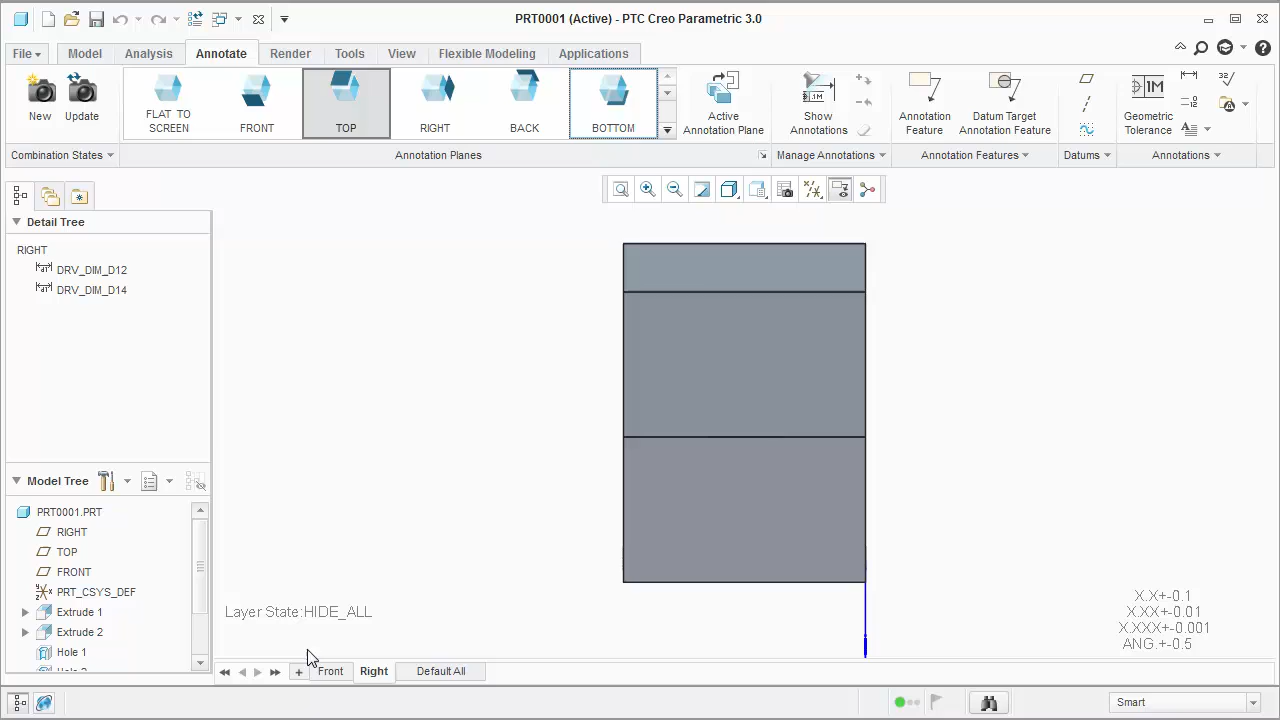 PRT0001 (Active) - PTC Creo Parametric 3.0
File Model Analysis Annotate Render Tools View Flexible Modeling Applications
New Update FLAT TO SCREEN FRONT TOP RIGHT BACK BOTTOM Active Annotation Plane Show Annotations Annotation Feature Datum Target Annotation Feature Geometric Tolerance
Combination States Annotation Planes Manage Annotations Annotation Features Datums Annotations
Detail Tree
RIGHT
DRV_DIM_D12
DRV_DIM_D14
Model Tree
PRT0001.PRT
RIGHT
TOP
FRONT
PRT_CSYS_DEF
Extrude 1
Extrude 2
Hole 1
Layer State:HIDE_ALL
X.X+-0.1
X.XX+-0.01
X.XXX+-0.001
ANG.+-0.5
Front Right Default All
Smart